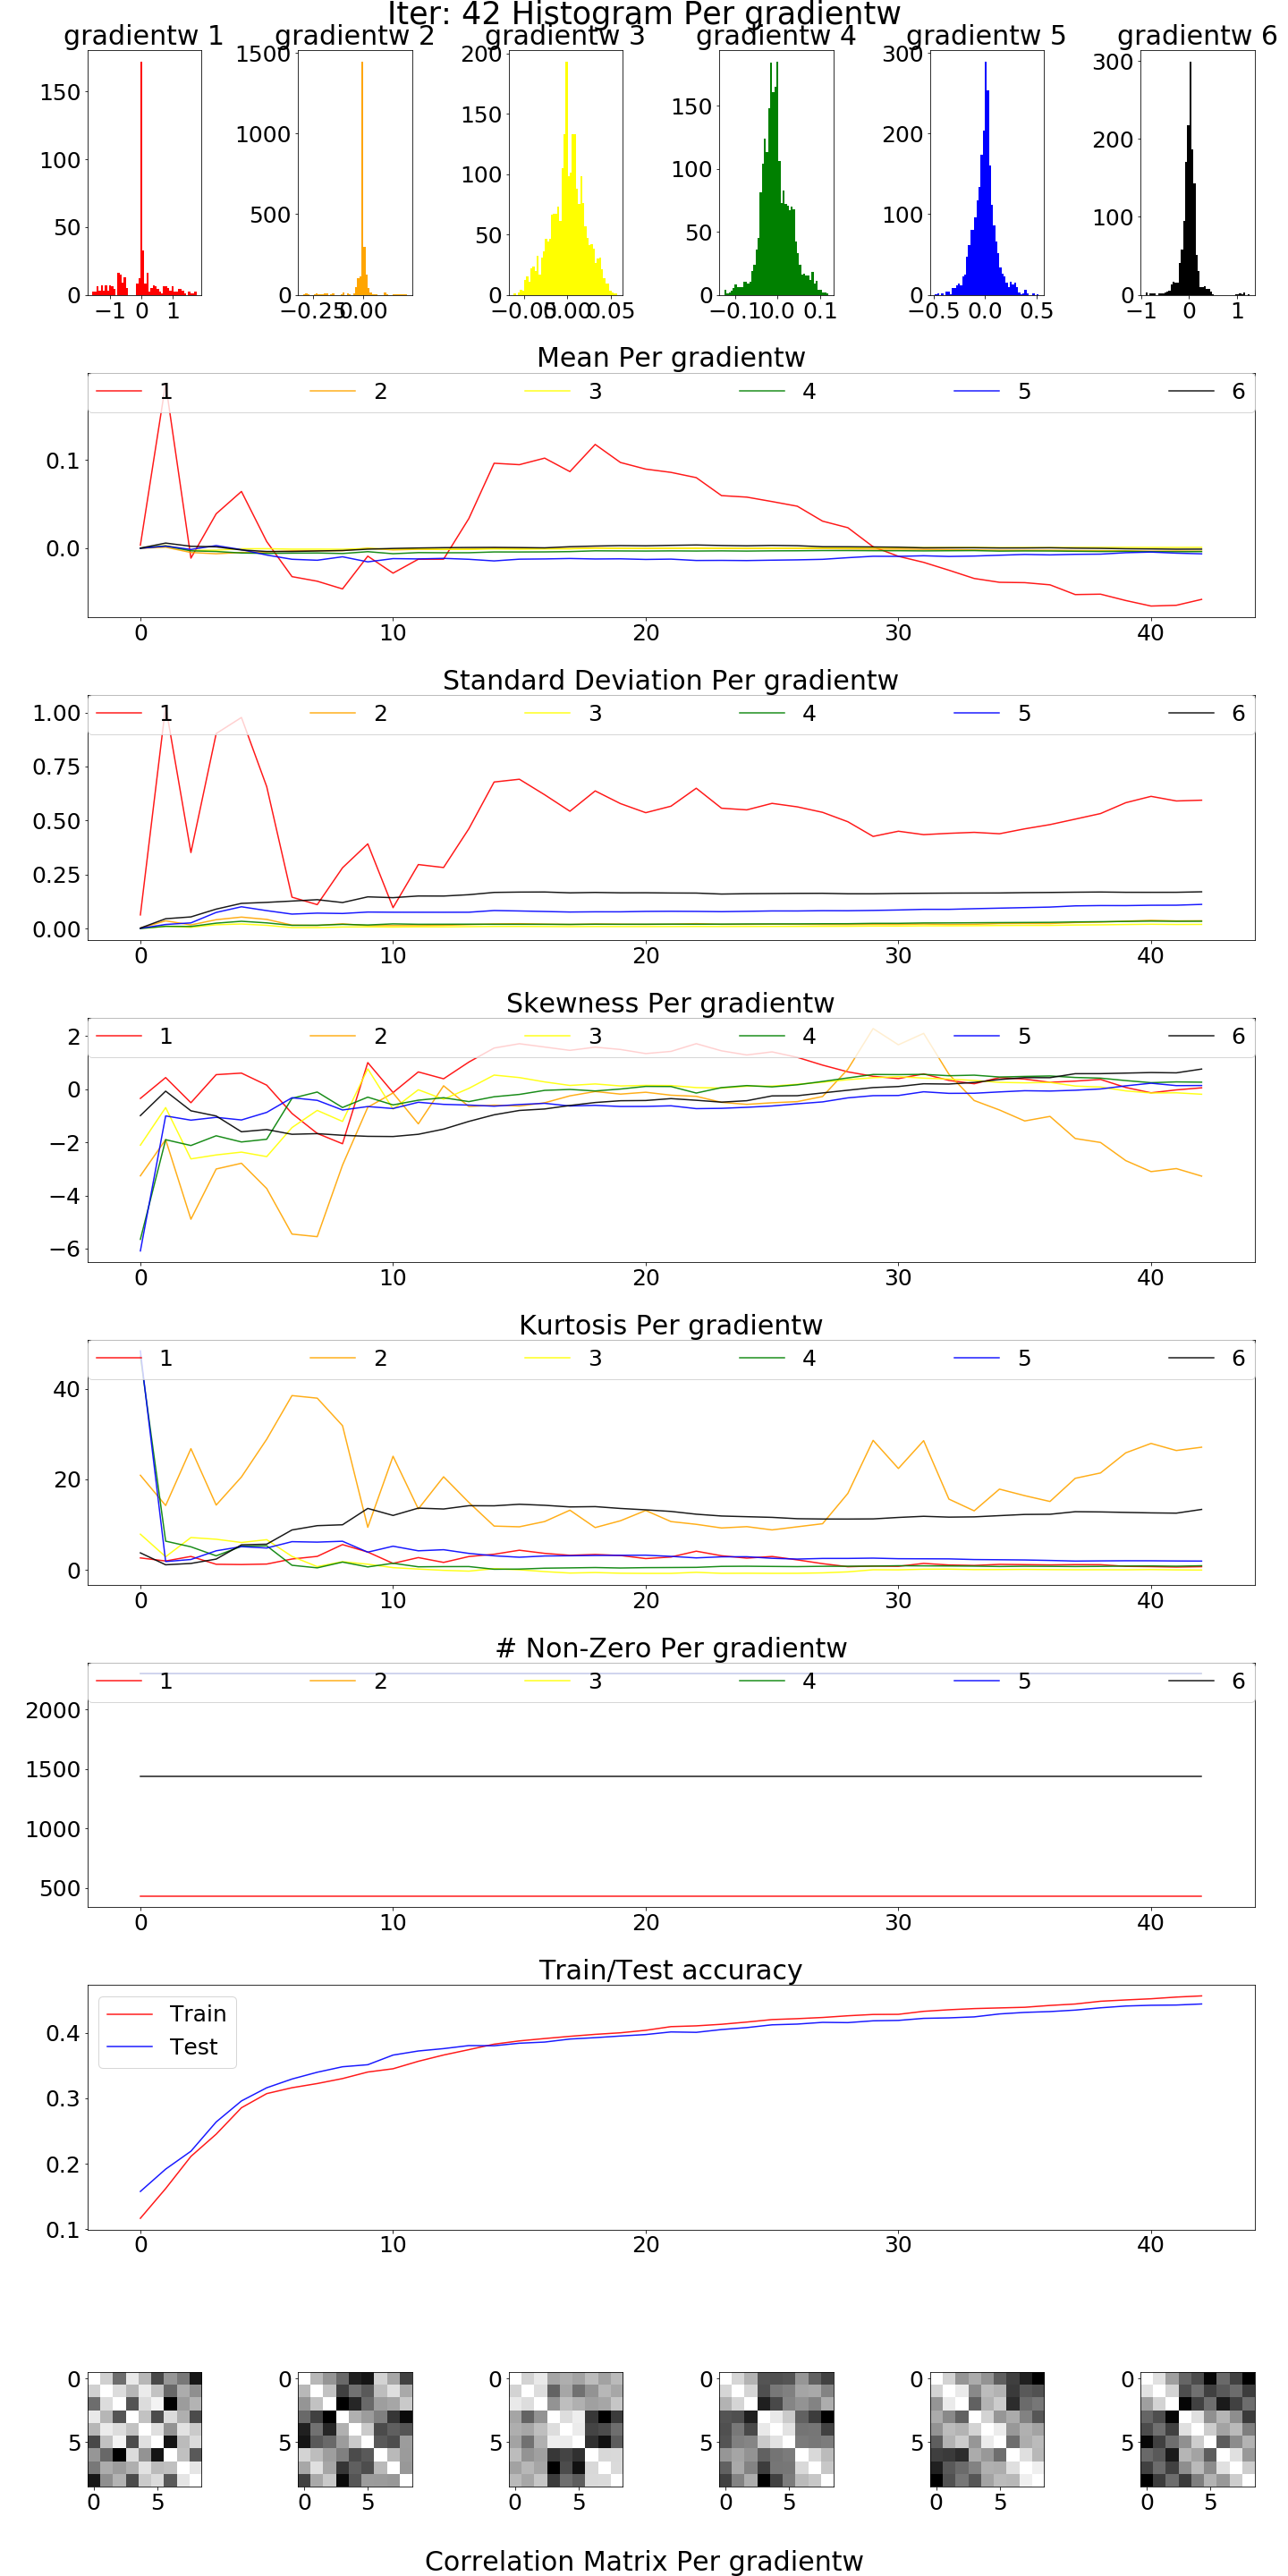 Iter: 42 Histogram Per gradientw
gradientw 1 gradientw 2 gradientw 3 gradientw 4 gradientw 5 gradientw 6
150 100 50 0
−1 0 1
1500 1000 500 0
−0.25 0.00
200 150 100 50 0
−0.05 0.00 0.05
150 100 50 0
−0.1 0.0 0.1
300 200 100 0
−0.5 0.0 0.5
300 200 100 0
−1 0 1
Mean Per gradientw
1 2 3 4 5 6
0.1
0.0
0 10 20 30 40
Standard Deviation Per gradientw
1 2 3 4 5 6
1.00
0.75
0.50
0.25
0.00
0 10 20 30 40
Skewness Per gradientw
1 2 3 4 5 6
2
0
−2
−4
−6
0 10 20 30 40
Kurtosis Per gradientw
1 2 3 4 5 6
40
20
0
0 10 20 30 40
# Non-Zero Per gradientw
1 2 3 4 5 6
2000
1500
1000
500
0 10 20 30 40
Train/Test accuracy
Train
Test
0.4
0.3
0.2
0.1
0 10 20 30 40
0 0 0 0 0 0
5 5 5 5 5 5
0 5 0 5 0 5 0 5 0 5 0 5
Correlation Matrix Per gradientw